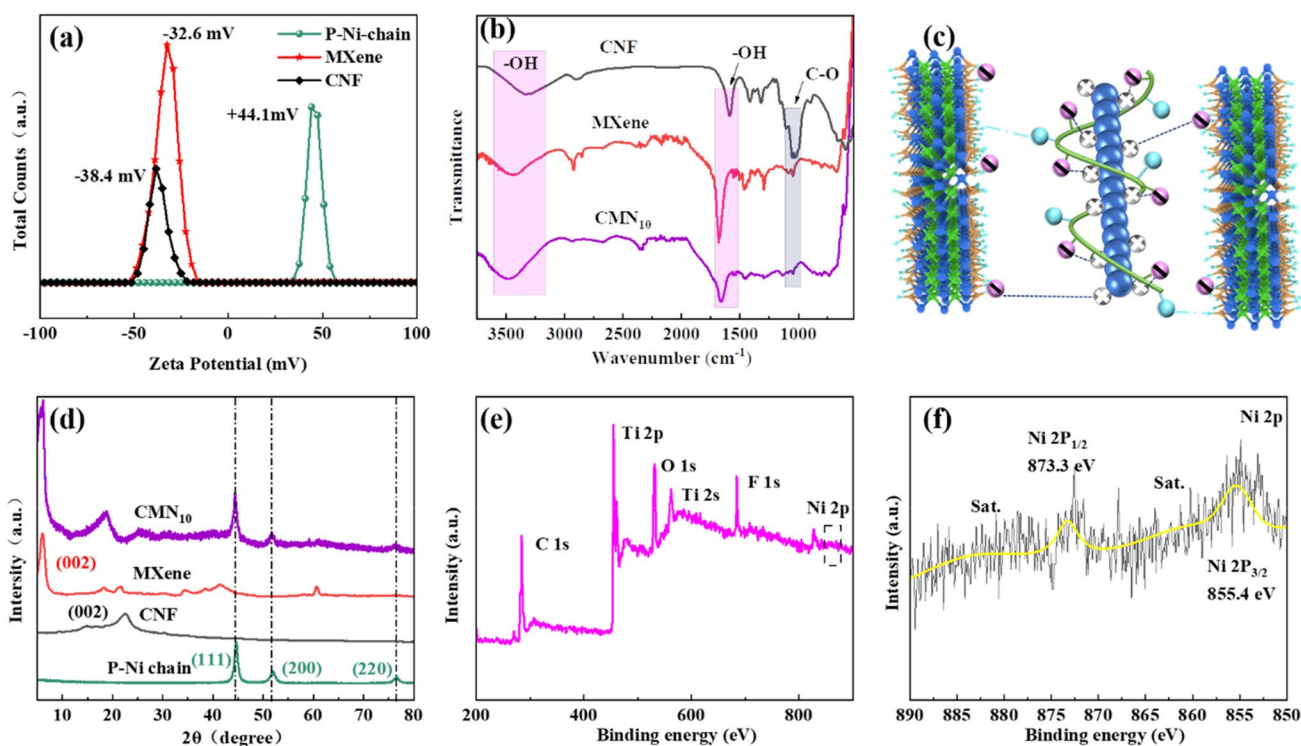 (a)
-32.6 mV
P-Ni-chain
MXene
CNF
+44.1mV
-38.4 mV
Total Counts（a.u.）
-100
-50
0
50
100
Zeta Potential (mV)
(b)
CNF
-OH
-OH
C-O
MXene
CMN10
Transmittance
3500
3000
2500
2000
1500
1000
Wavenumber (cm-1)
(c)
(d)
CMN10
(002)
MXene
(002)
CNF
P-Ni chain
(111)
(200)
(220)
Intersity (a.u.)
10
20
30
40
50
60
70
80
2θ（degree）
(e)
Ti 2p
O 1s
Ti 2s
F 1s
Ni 2p
C 1s
Intensity (a.u.)
200
400
600
800
Binding energy (eV)
(f)
Ni 2p
Ni 2P1/2
873.3 eV
Sat.
Sat.
Ni 2P3/2
855.4 eV
Intensity (a.u.)
890
885
880
875
870
865
860
855
850
Binding energy (eV)